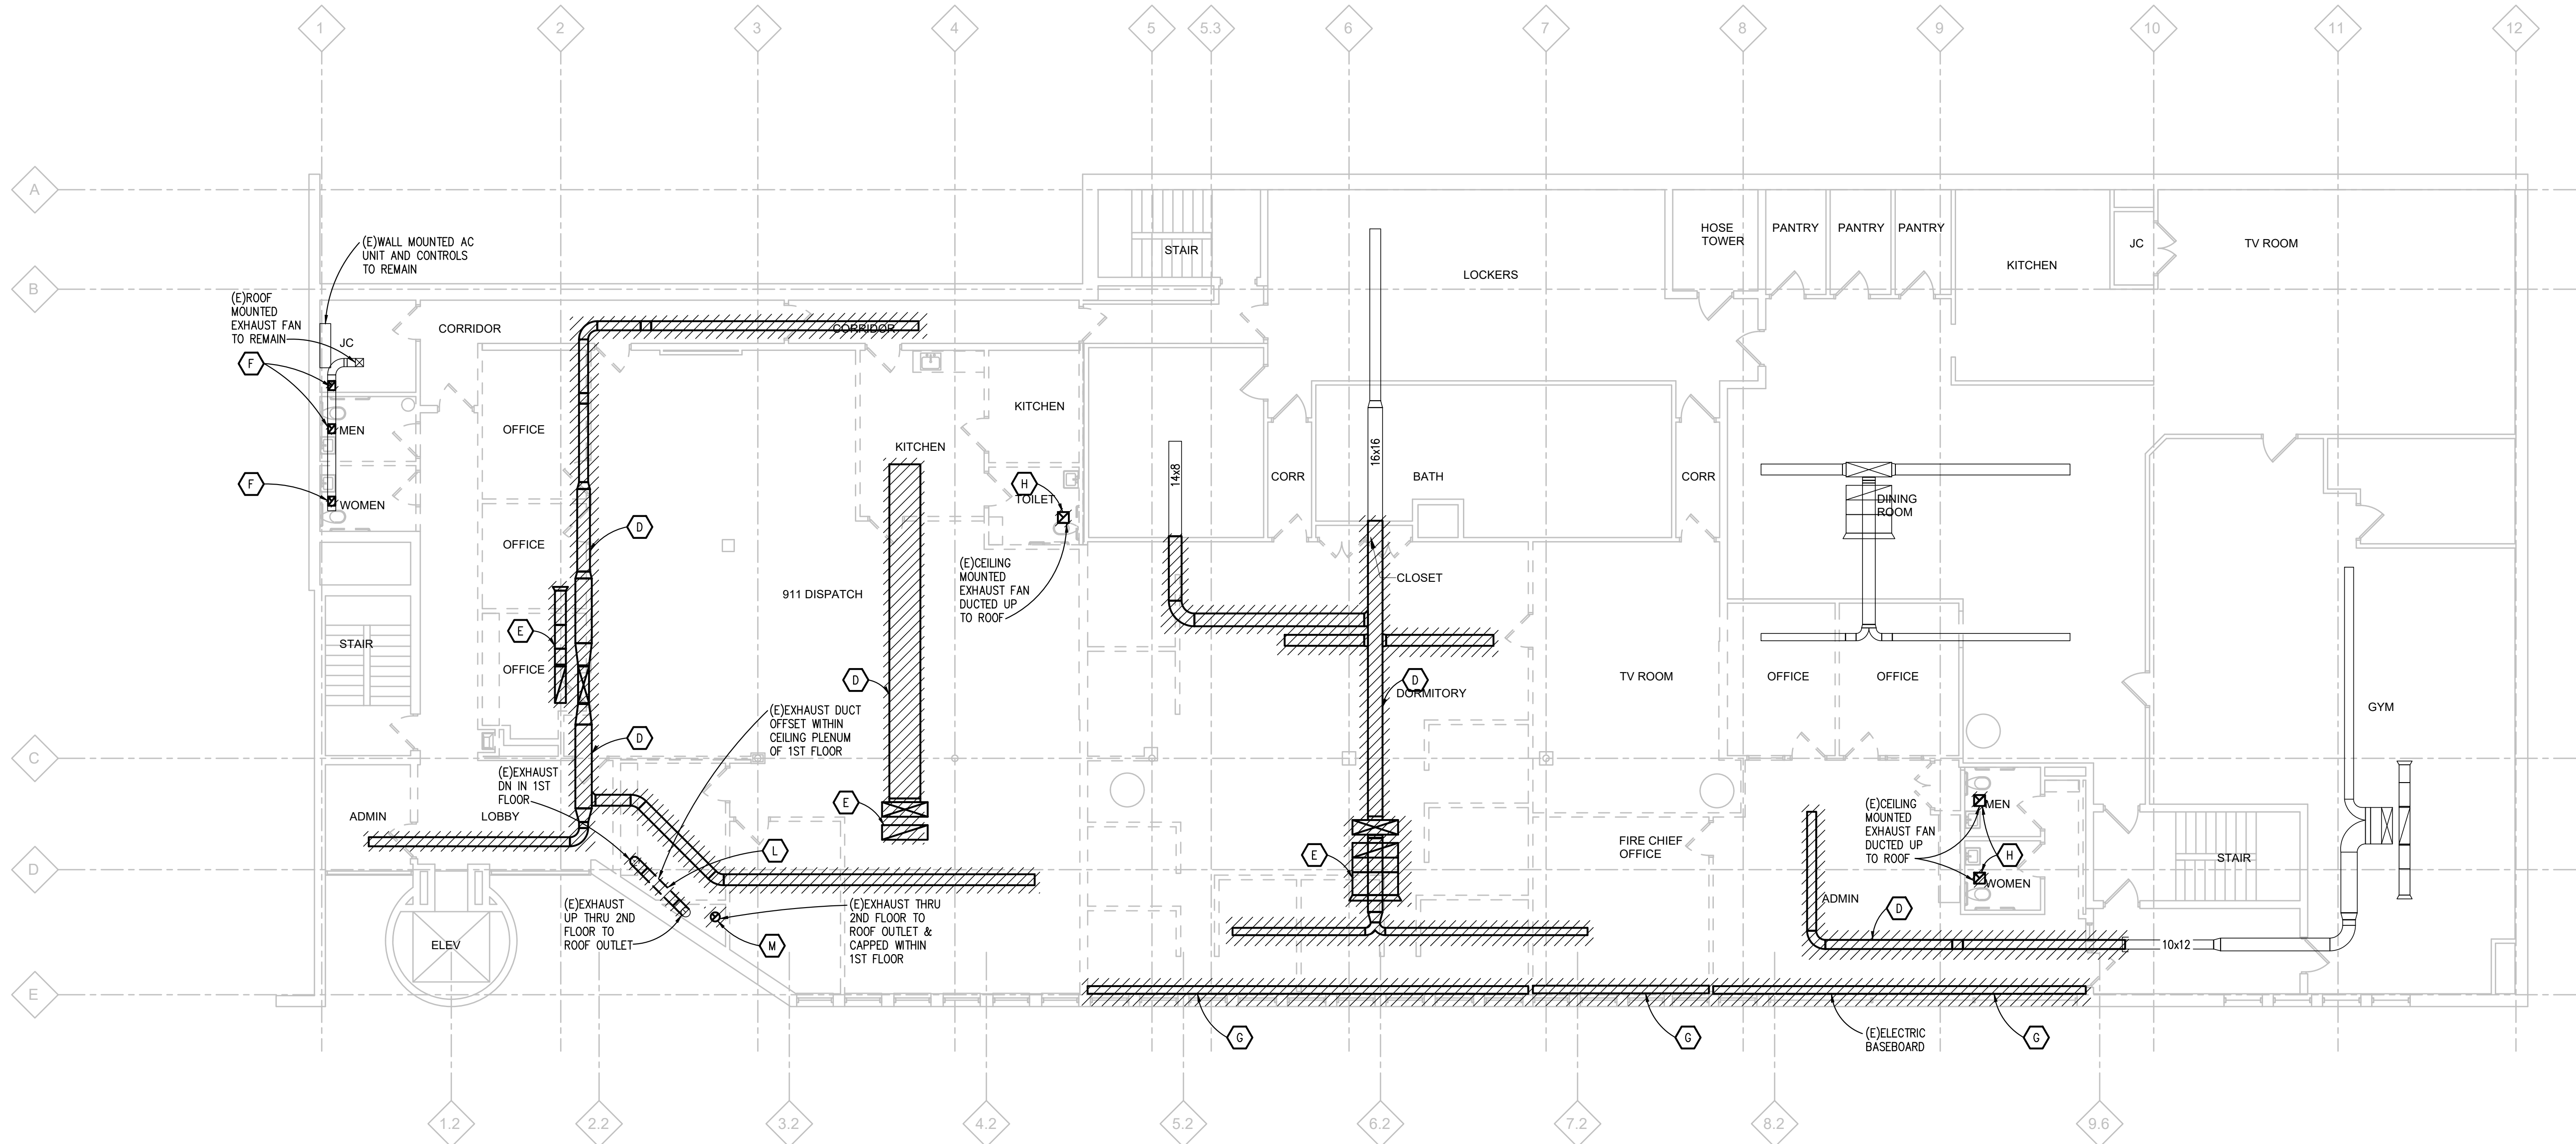 1
2
3
4
5
5.3
6
7
8
9
10
11
12
A
B
C
D
E
(E)WALL MOUNTED AC
UNIT AND CONTROLS
TO REMAIN
(E)ROOF
MOUNTED
EXHAUST FAN
TO REMAIN
F
F
JC
MEN
WOMEN
CORRIDOR
CORRIDOR
OFFICE
OFFICE
OFFICE
STAIR
E
D
D
911 DISPATCH
D
KITCHEN
KITCHEN
H
TOILET
(E)CEILING
MOUNTED
EXHAUST FAN
DUCTED UP
TO ROOF
(E)EXHAUST DUCT
OFFSET WITHIN
CEILING PLENUM
OF 1ST FLOOR
(E)EXHAUST
DN IN 1ST
FLOOR
ADMIN
LOBBY
E
L
(E)EXHAUST
UP THRU 2ND
FLOOR TO
ROOF OUTLET
(E)EXHAUST THRU
2ND FLOOR TO
ROOF OUTLET &
CAPPED WITHIN
1ST FLOOR
M
ELEV
STAIR
LOCKERS
HOSE
TOWER
PANTRY
PANTRY
PANTRY
KITCHEN
JC
TV ROOM
14x8
16x16
CORR
BATH
CORR
DINING
ROOM
CLOSET
D
DORMITORY
TV ROOM
OFFICE
OFFICE
GYM
E
FIRE CHIEF
OFFICE
(E)CEILING
MOUNTED
EXHAUST FAN
DUCTED UP
TO ROOF
MEN
H
WOMEN
STAIR
ADMIN
D
10x12
G
G
(E)ELECTRIC
BASEBOARD
G
1.2
2.2
3.2
4.2
5.2
6.2
7.2
8.2
9.6